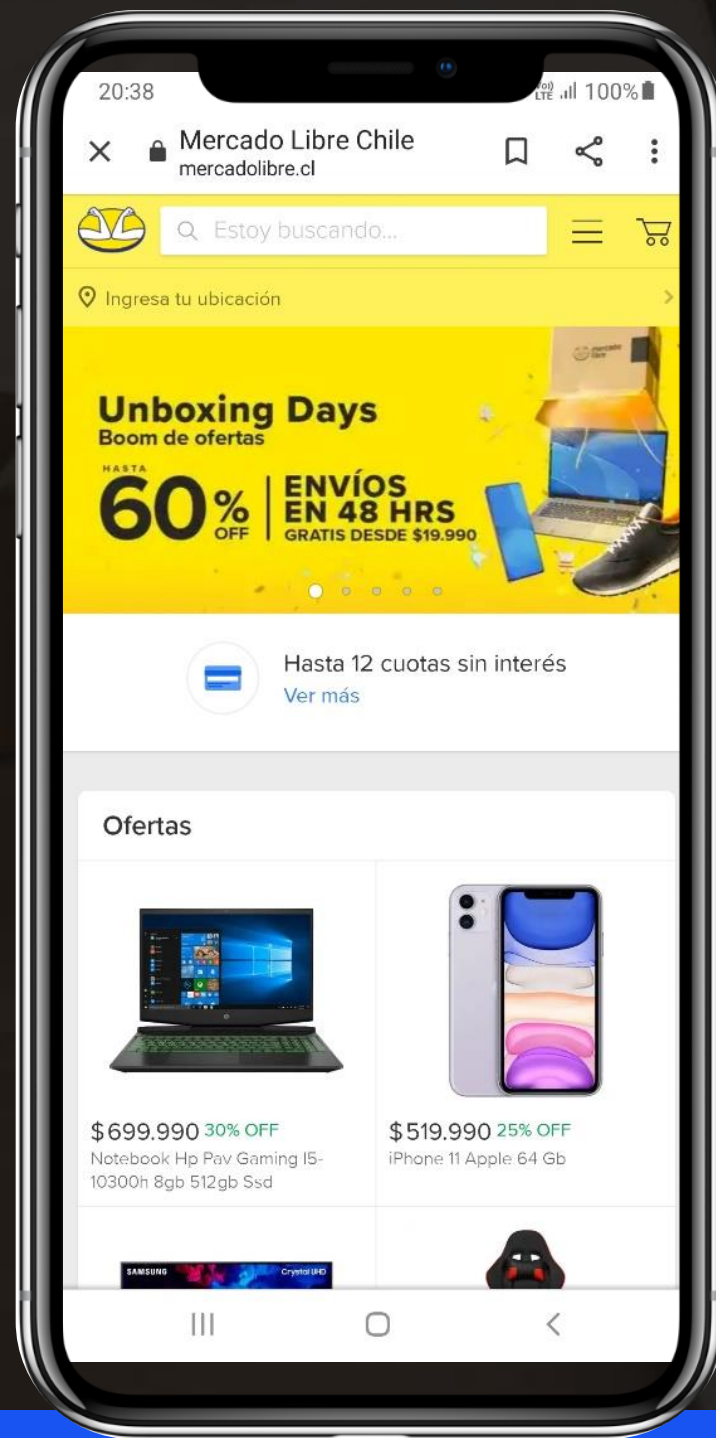 20:38
LTE 100%
Mercado Libre Chile
mercadolibre.cl
Estoy buscando...
Ingresa tu ubicación
mercado
libre
Unboxing Days
Boom de ofertas
HASTA
60% OFF
ENVÍOS
EN 48 HRS
GRATIS DESDE $19.990
Hasta 12 cuotas sin interés
Ver más
Ofertas
$699.990 30% OFF
Notebook Hp Pav Gaming I5-
10300h 8gb 512gb Ssd
$519.990 25% OFF
iPhone 11 Apple 64 Gb
SAMSUNG
Crystal UHD